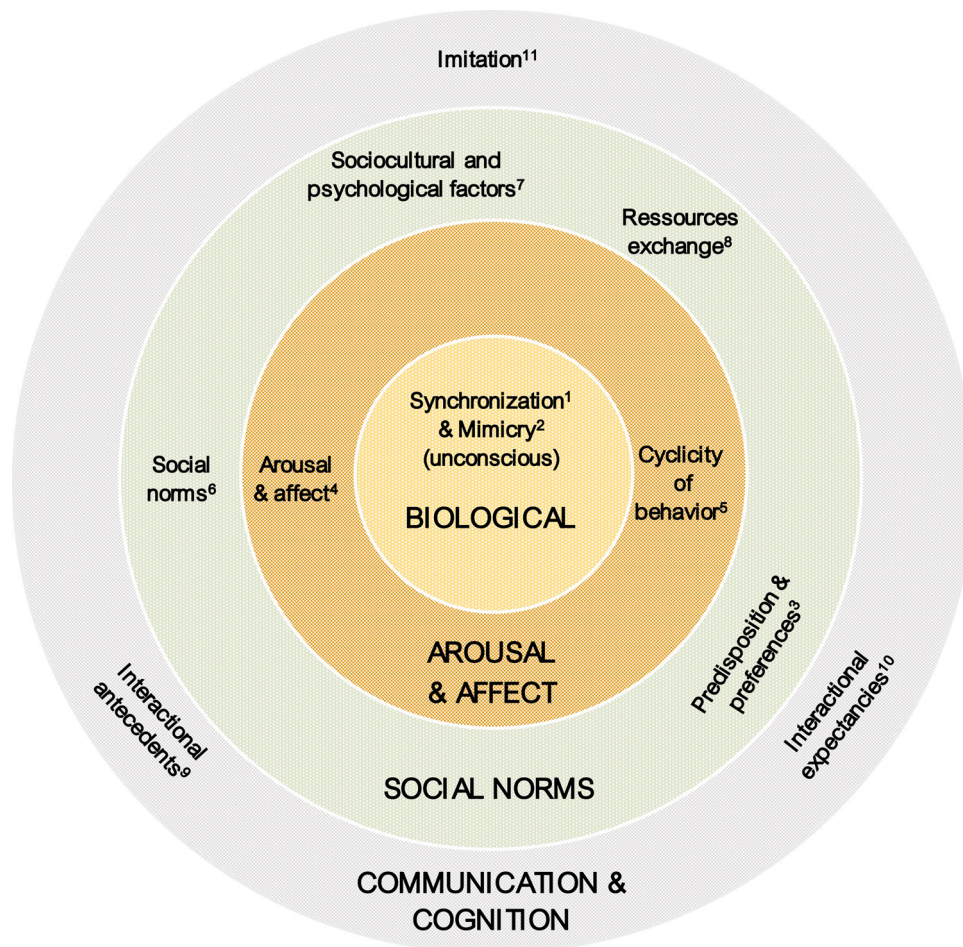 Imitation¹¹
Sociocultural and
psychological factors⁷
Ressources
exchange⁸
Synchronization¹
& Mimicry²
(unconscious)
BIOLOGICAL
Social
norms⁶
Arousal
& affect⁴
Cyclicity
of
behavior⁵
Predisposition &
preferences³
AROUSAL
& AFFECT
Interactional
antecedents⁹
Interactional
expectancies¹⁰
SOCIAL NORMS
COMMUNICATION &
COGNITION